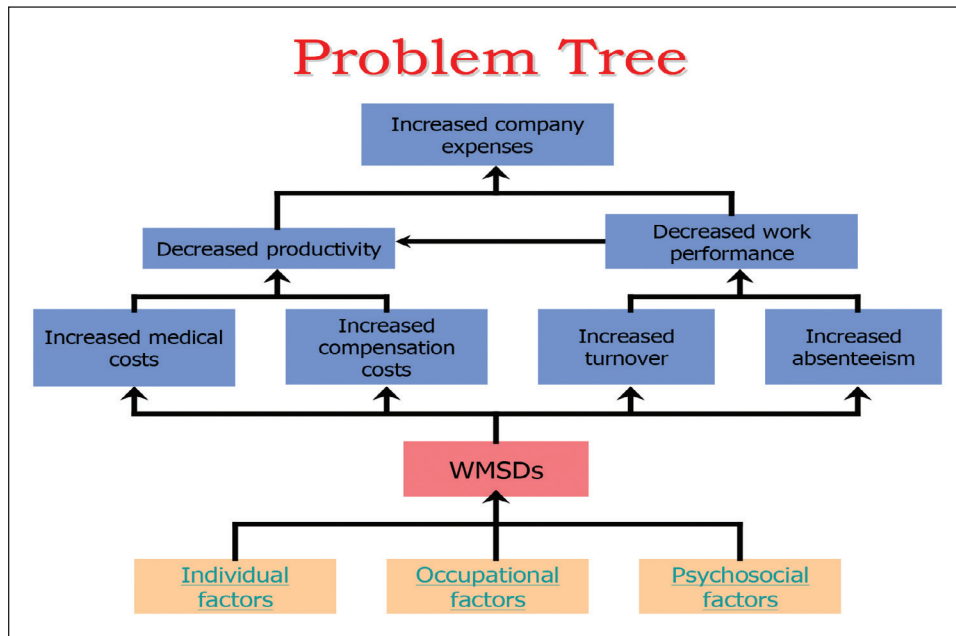 Problem Tree
Increased company
expenses
Decreased productivity
Decreased work
performance
Increased medical
costs
Increased
compensation
costs
Increased
turnover
Increased
absenteeism
WMSDs
Individual
factors
Occupational
factors
Psychosocial
factors